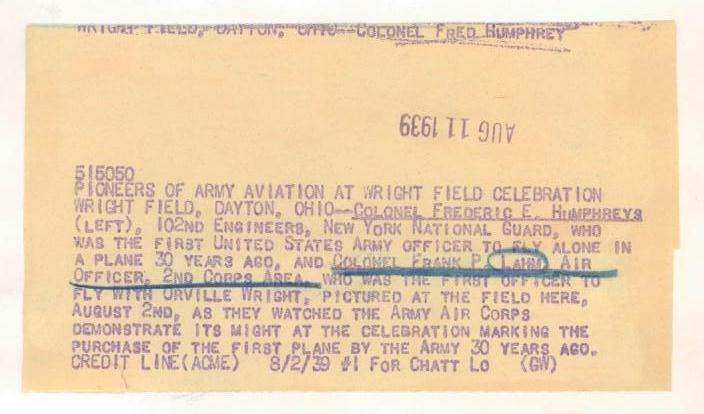 WRIGHT FIELD, DAYTON, OHIO--COLONEL FRED HUMPHREY
AUG 11 1939
515050
PIONEERS OF ARMY AVIATION AT WRIGHT FIELD CELEBRATION
WRIGHT FIELD, DAYTON, OHIO--COLONEL FREDERIC E. HUMPHREYS
(LEFT), 102ND ENGINEERS, NEW YORK NATIONAL GUARD, WHO
WAS THE FIRST UNITED STATES ARMY OFFICER TO FLY ALONE IN
A PLANE 30 YEARS AGO, AND COLONEL FRANK P. LAHM, AIR
OFFICER, 2ND CORPS AREA, WHO WAS THE FIRST OFFICER TO
FLY WITH ORVILLE WRIGHT, PICTURED AT THE FIELD HERE,
AUGUST 2ND, AS THEY WATCHED THE ARMY AIR CORPS
DEMONSTRATE ITS MIGHT AT THE CELEBRATION MARKING THE
PURCHASE OF THE FIRST PLANE BY THE ARMY 30 YEARS AGO.
CREDIT LINE(ACME) 8/2/39 #1 FOR CHATT LO (GW)